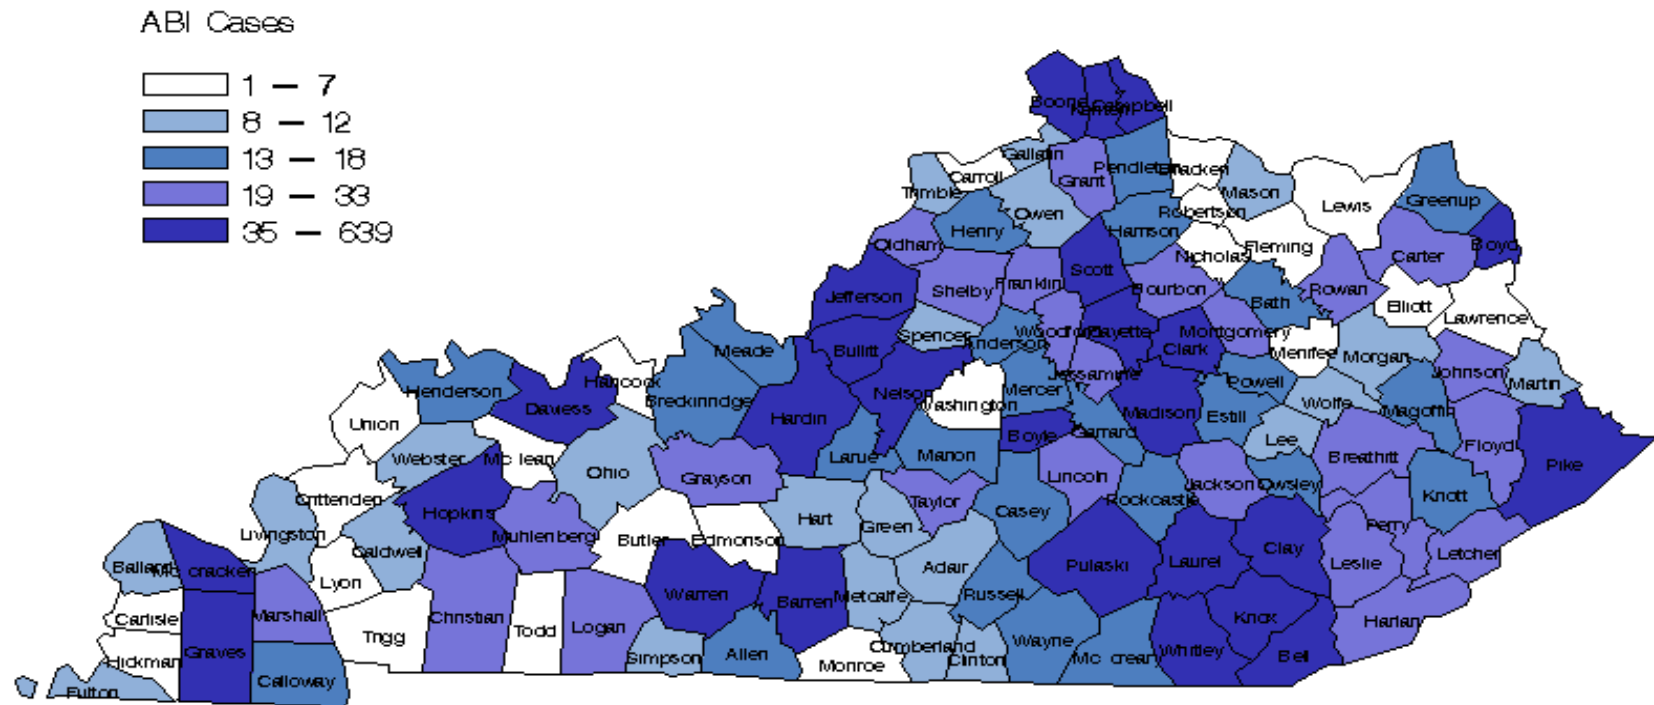 ABI Cases
1 — 7
8 — 12
13 — 18
19 — 33
35 — 639
Boone
Kenton
Campbell
Gallatin
Carroll
Trimble
Grant
Pendleton
Bracken
Mason
Lewis
Greenup
Owen
Robertson
Henry
Harrison
Fleming
Boyd
Oldham
Nicholas
Carter
Scott
Franklin
Shelby
Bourbon
Rowan
Jefferson
Bath
Elliott
Lawrence
Spencer
Woodford
Fayette
Montgomery
Anderson
Clark
Menifee
Morgan
Meade
Bullitt
Johnson
Martin
Jessamine
Powell
Hancock
Henderson
Nelson
Mercer
Washington
Breckinridge
Wolfe
Magoffin
Daviess
Hardin
Madison
Estill
Union
Garrard
Boyle
Lee
Floyd
Webster
Mc lean
Larue
Marion
Breathitt
Pike
Ohio
Grayson
Lincoln
Jackson
Owsley
Knott
Crittenden
Taylor
Rockcastle
Hopkins
Hart
Green
Casey
Perry
Livingston
Muhlenberg
Butler
Edmonson
Clay
Caldwell
Letcher
Ballard
Mc cracken
Lyon
Adair
Pulaski
Laurel
Leslie
Warren
Barren
Metcalfe
Russell
Carlisle
Marshall
Christian
Todd
Logan
Knox
Harlan
Trigg
Wayne
Cumberland
Graves
Hickman
Simpson
Allen
Monroe
Clinton
Mc crean
Whitley
Bell
Calloway
Fulton